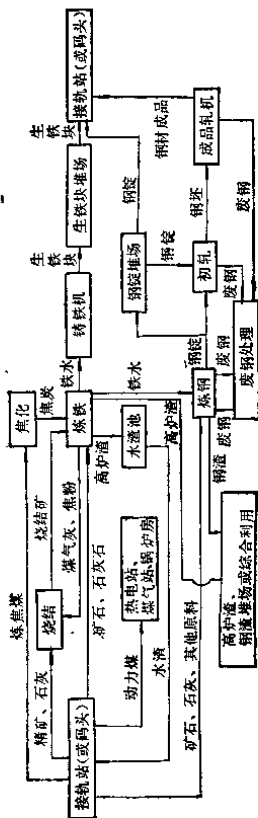 焦化
炼焦煤
焦炭
烧结矿
精矿、石灰
烧结
煤气灰、焦粉
接轨站(或码头)
矿石、石灰石
炼铁
铁水
铸铁机
生铁块
生铁块堆场
生铁块
接轨站(或码头)
动力煤
热电站、
煤气站、锅炉房
高炉渣
水渣池
水渣
高炉渣
铁水
钢锭堆场
钢锭
钢锭
钢锭
钢材成品
矿石、石灰、其他原料
炼钢
初轧
钢坯
成品轧机
钢渣
废钢
废钢
废钢
废钢
高炉渣、
钢渣堆场或综合利用
废钢处理